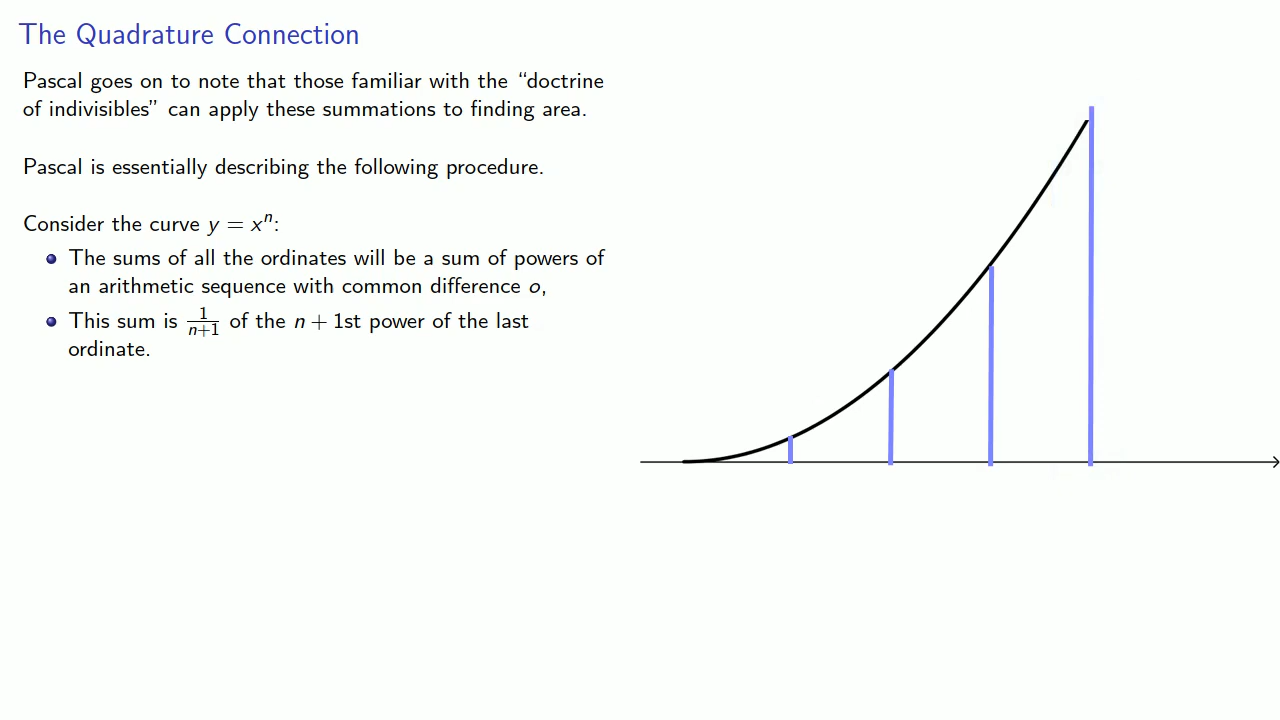 The Quadrature Connection
Pascal goes on to note that those familiar with the “doctrine
of indivisibles” can apply these summations to finding area.
Pascal is essentially describing the following procedure.
Consider the curve y = xⁿ:
The sums of all the ordinates will be a sum of powers of
an arithmetic sequence with common difference o,
This sum is 1/(n+1) of the n + 1st power of the last
ordinate.